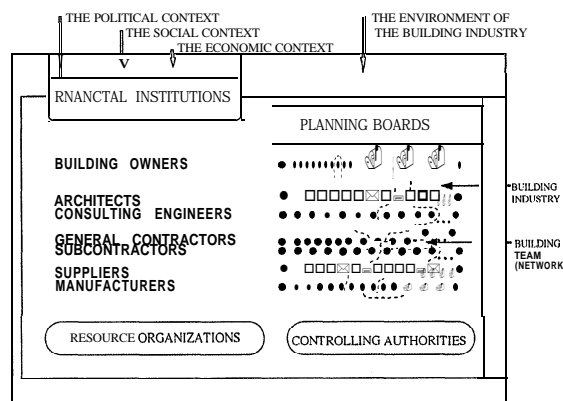 THE POLITICAL CONTEXT
THE SOCIAL CONTEXT
THE ECONOMIC CONTEXT
V
THE ENVIRONMENT OF
THE BUILDING INDUSTRY
RNANCTAL INSTITUTIONS
PLANNING BOARDS
BUILDING OWNERS
ARCHITECTS
CONSULTING ENGINEERS
GENERAL CONTRACTORS
SUBCONTRACTORS
SUPPLIERS
MANUFACTURERS
BUILDING
INDUSTRY
BUILDING
TEAM
(NETWORK
RESOURCE ORGANIZATIONS
CONTROLLING AUTHORITIES